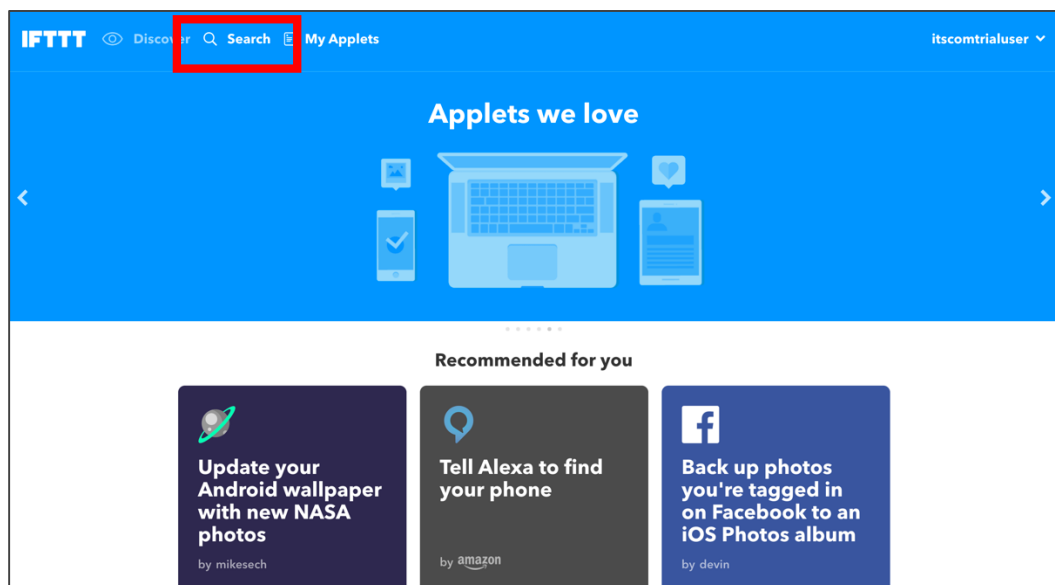 IFTTT Discover Search My Applets itscomtrialuser
Applets we love
Recommended for you
Update your
Android wallpaper
with new NASA
photos
by mikesech
Tell Alexa to find
your phone
by amazon
Back up photos
you're tagged in
on Facebook to an
iOS Photos album
by devin